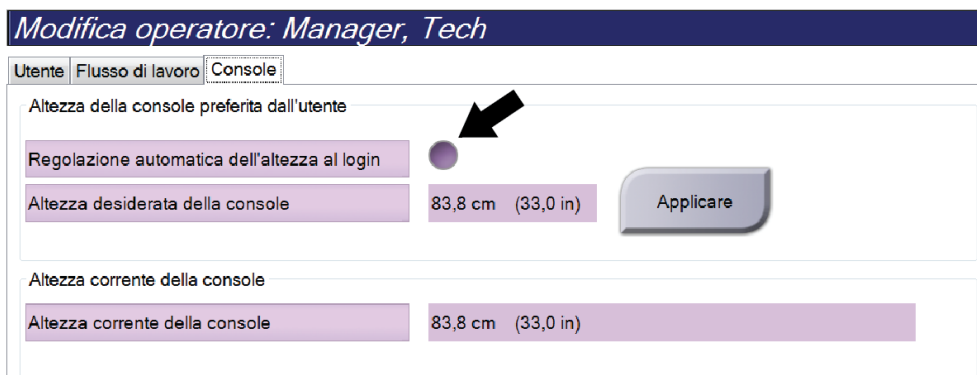 Modifica operatore: Manager, Tech
Utente Flusso di lavoro Console
Altezza della console preferita dall'utente
Regolazione automatica dell'altezza al login
Altezza desiderata della console 83,8 cm (33,0 in) Applicare
Altezza corrente della console
Altezza corrente della console 83,8 cm (33,0 in)